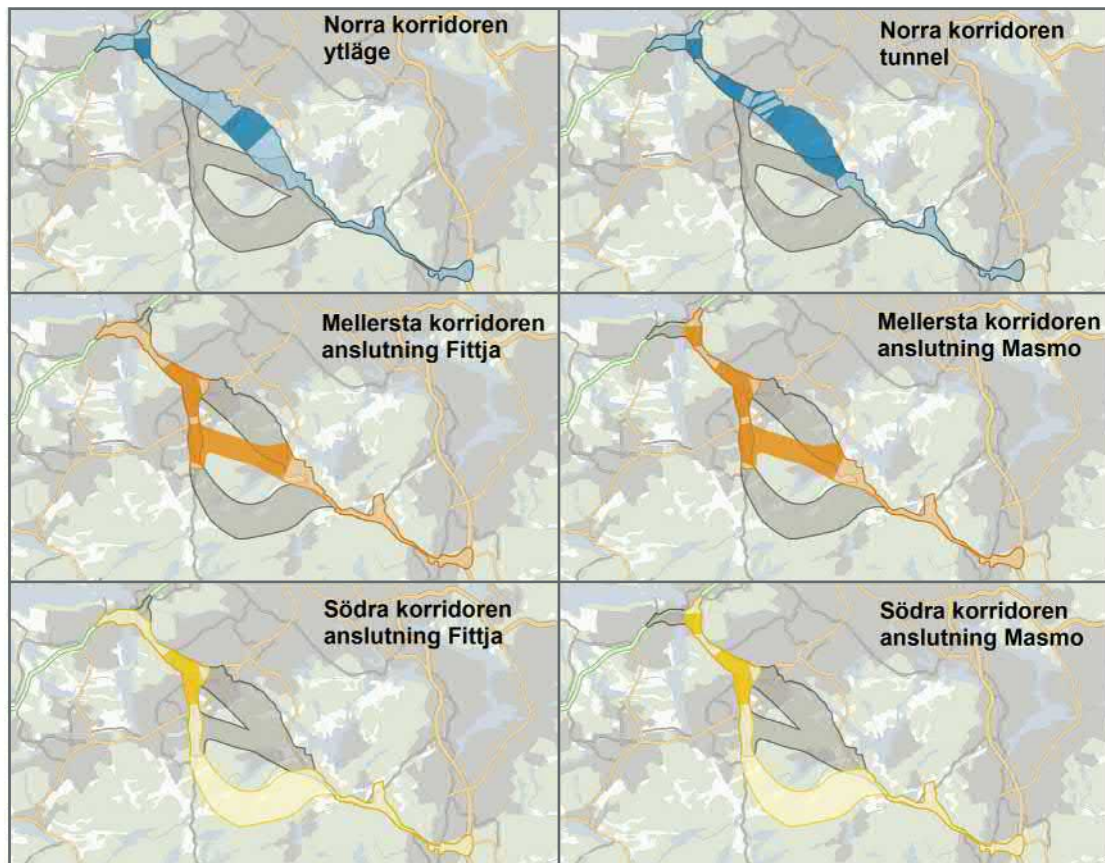 Norra korridoren
ytläge
Norra korridoren
tunnel
Mellersta korridoren
anslutning Fittja
Mellersta korridoren
anslutning Masmo
Södra korridoren
anslutning Fittja
Södra korridoren
anslutning Masmo